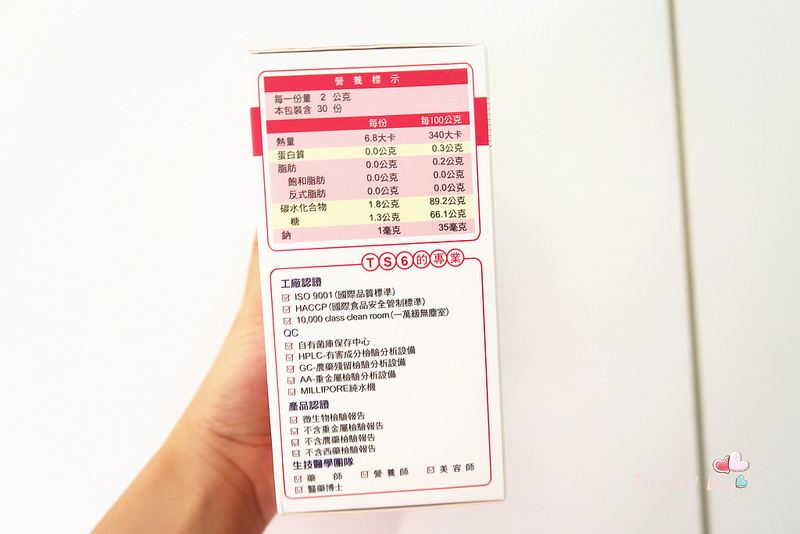 營養標示
每一份量 2 公克
本包裝含 30 份
每份 每100公克
熱量 6.8大卡 340大卡
蛋白質 0.0公克 0.3公克
脂肪 0.0公克 0.2公克
飽和脂肪 0.0公克 0.0公克
反式脂肪 0.0公克 0.0公克
碳水化合物 1.8公克 89.2公克
糖 1.3公克 66.1公克
鈉 1毫克 35毫克
TS6的專業
工廠認證
ISO 9001(國際品質標準)
HACCP(國際食品安全管制標準)
10,000 class clean room(一萬級無塵室)
QC
自有菌庫保存中心
HPLC-有害成分檢驗分析設備
GC-農藥殘留檢驗分析設備
AA-重金屬檢驗分析設備
MILLIPORE純水機
產品認證
微生物檢驗報告
不含重金屬檢驗報告
不含農藥檢驗報告
不含西藥檢驗報告
生技醫學團隊
藥師 營養師 美容師
醫藥博士